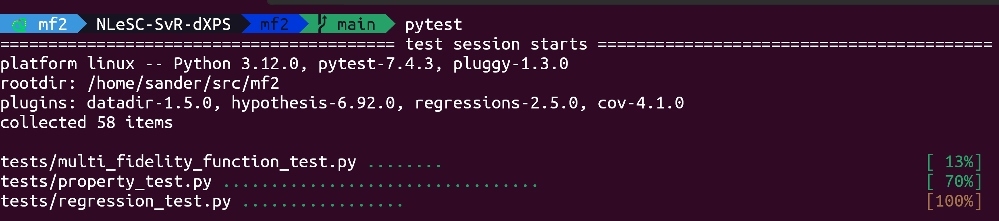 mf2 NLeSC-SvR-dXPS mf2 main pytest
========================================= test session starts =========================================
platform linux -- Python 3.12.0, pytest-7.4.3, pluggy-1.3.0
rootdir: /home/sander/src/mf2
plugins: datadir-1.5.0, hypothesis-6.92.0, regressions-2.5.0, cov-4.1.0
collected 58 items
tests/multi_fidelity_function_test.py ........ [ 13%]
tests/property_test.py ................................. [ 70%]
tests/regression_test.py ................. [100%]